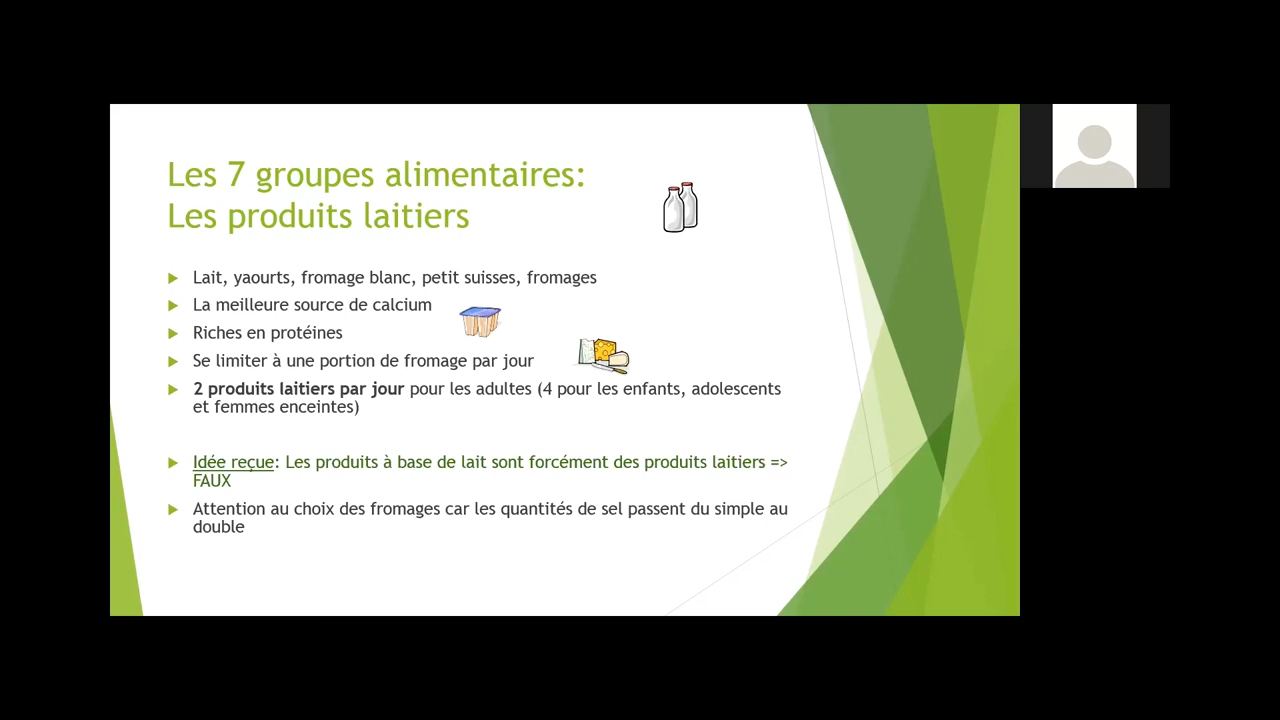 Les 7 groupes alimentaires:
Les produits laitiers
Lait, yaourts, fromage blanc, petit suisses, fromages
La meilleure source de calcium
Riches en protéines
Se limiter à une portion de fromage par jour
2 produits laitiers par jour pour les adultes (4 pour les enfants, adolescents
et femmes enceintes)
Idée reçue: Les produits à base de lait sont forcément des produits laitiers =>
FAUX
Attention au choix des fromages car les quantités de sel passent du simple au
double